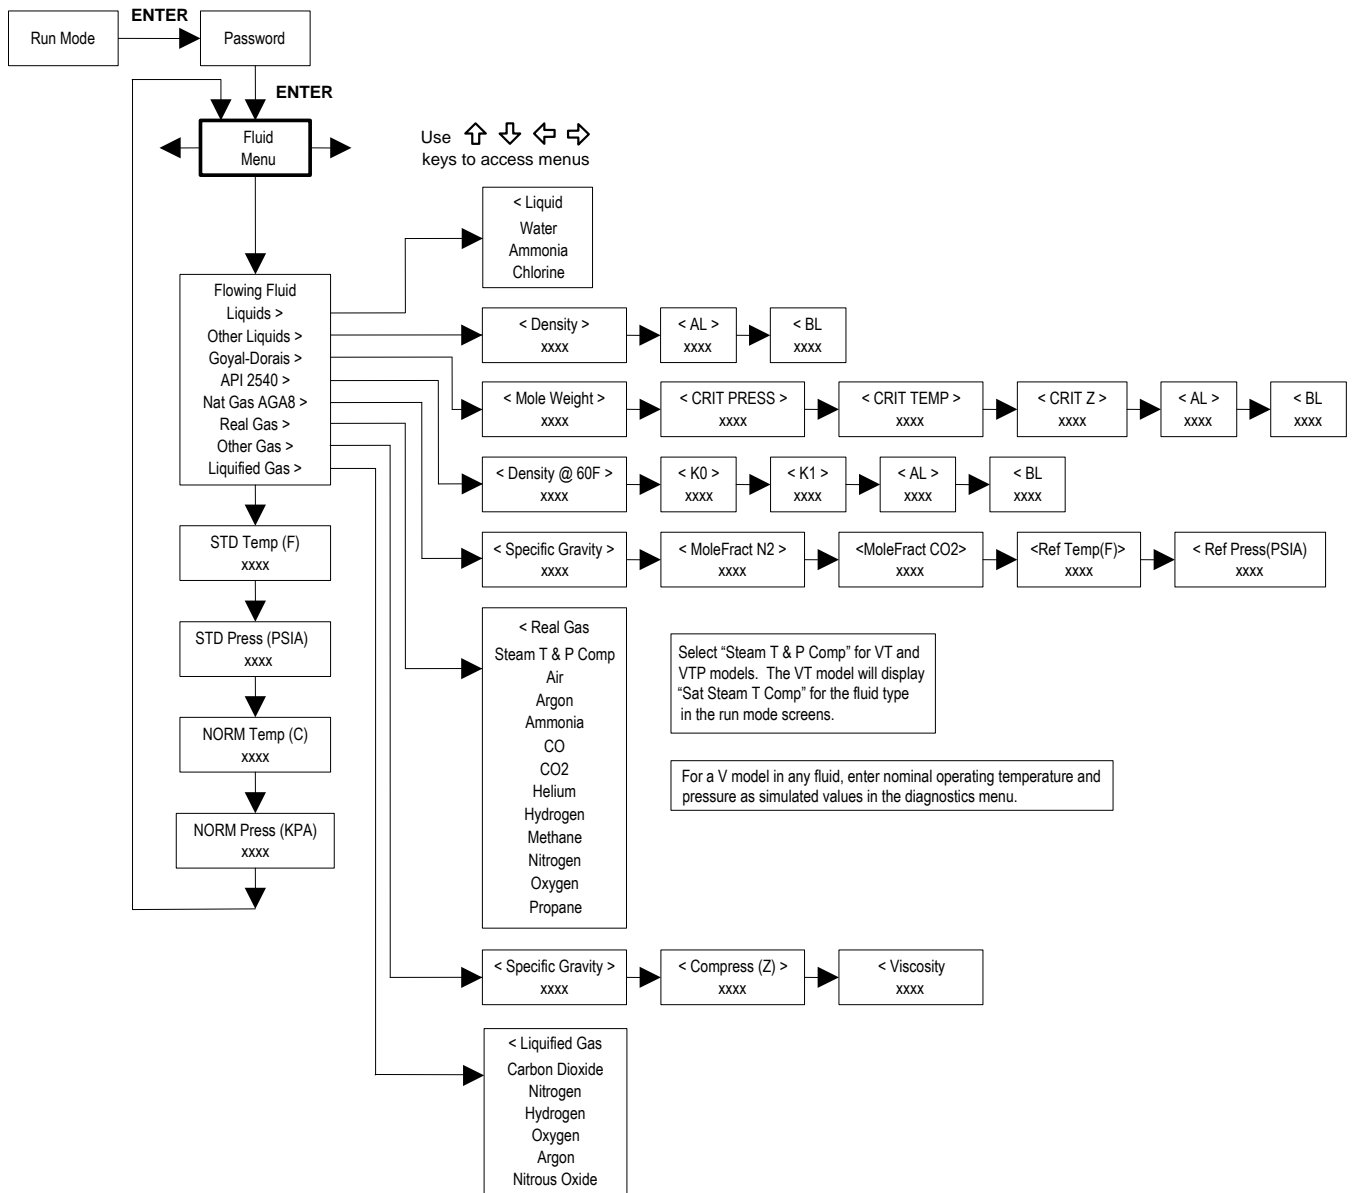 ENTER
Run Mode
Password
ENTER
Fluid
Menu
Use
keys to access menus
< Liquid
Water
Ammonia
Chlorine
Flowing Fluid
Liquids >
Other Liquids >
Goyal-Dorais >
API 2540 >
Nat Gas AGA8 >
Real Gas >
Other Gas >
Liquified Gas >
< Density >
xxxx
< AL >
xxxx
< BL
xxxx
< Mole Weight >
xxxx
< CRIT PRESS >
xxxx
< CRIT TEMP >
xxxx
< CRIT Z >
xxxx
< AL >
xxxx
< BL
xxxx
< Density @ 60F >
xxxx
< K0 >
xxxx
< K1 >
xxxx
< AL >
xxxx
< BL
xxxx
STD Temp (F)
xxxx
< Specific Gravity >
xxxx
< MoleFract N2 >
xxxx
<MoleFract CO2>
xxxx
<Ref Temp(F)>
xxxx
< Ref Press(PSIA)
xxxx
STD Press (PSIA)
xxxx
NORM Temp (C)
xxxx
NORM Press (KPA)
xxxx
< Real Gas
Steam T & P Comp
Air
Argon
Ammonia
CO
CO2
Helium
Hydrogen
Methane
Nitrogen
Oxygen
Propane
Select “Steam T & P Comp” for VT and
VTP models. The VT model will display
“Sat Steam T Comp” for the fluid type
in the run mode screens.
For a V model in any fluid, enter nominal operating temperature and
pressure as simulated values in the diagnostics menu.
< Specific Gravity >
xxxx
< Compress (Z) >
xxxx
< Viscosity
xxxx
< Liquified Gas
Carbon Dioxide
Nitrogen
Hydrogen
Oxygen
Argon
Nitrous Oxide